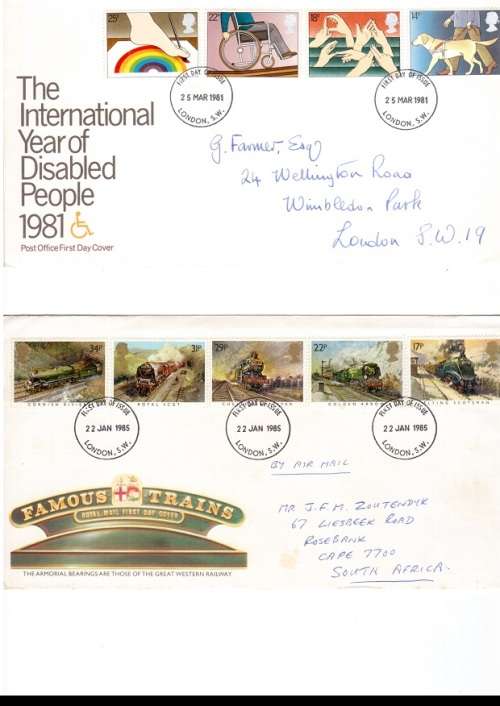 25p
22p
18p
14p
FIRST DAY OF ISSUE
25 MAR 1981
LONDON, S.W.
FIRST DAY OF ISSUE
25 MAR 1981
LONDON, S.W.
The
International
Year of
Disabled
People
1981
Post Office First Day Cover
G. Farmer, Esq
24 Wellington Road
Wimbledon Park
London S.W.19
34P
31P
29P
22P
17P
ROYAL SCOT
GOLDEN ARROW
FIRST DAY OF ISSUE
22 JAN 1985
LONDON, S.W.
FIRST DAY OF ISSUE
22 JAN 1985
LONDON, S.W.
FIRST DAY OF ISSUE
22 JAN 1985
LONDON, S.W.
BY AIR MAIL
FAMOUS TRAINS
ROYAL MAIL FIRST DAY COVER
THE ARMORIAL BEARINGS ARE THOSE OF THE GREAT WESTERN RAILWAY.
MR J.F.M. ZOUTENDYK
67 LIESBEEK ROAD
ROSEBANK
CAPE 7700
SOUTH AFRICA.